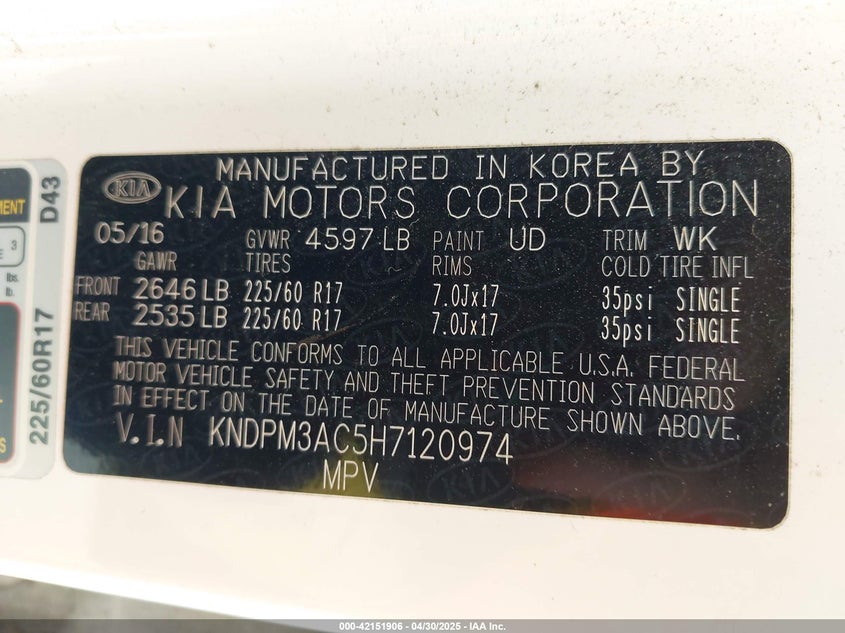 KIA
MANUFACTURED IN KOREA BY
KIA MOTORS CORPORATION
05/16 GVWR 4597 LB PAINT UD TRIM WK
GAWR TIRES RIMS COLD TIRE INFL
FRONT 2646 LB 225/60 R17 7.0Jx17 35psi SINGLE
REAR 2535 LB 225/60 R17 7.0Jx17 35psi SINGLE
THIS VEHICLE CONFORMS TO ALL APPLICABLE U.S.A. FEDERAL
MOTOR VEHICLE SAFETY AND THEFT PREVENTION STANDARDS
IN EFFECT ON THE DATE OF MANUFACTURE SHOWN ABOVE.
V.I.N KNDPM3AC5H7120974
MPV
225/60R17 D43
3
lbs.
lb.
000-42151906 - 04/30/2025 - IAA Inc.